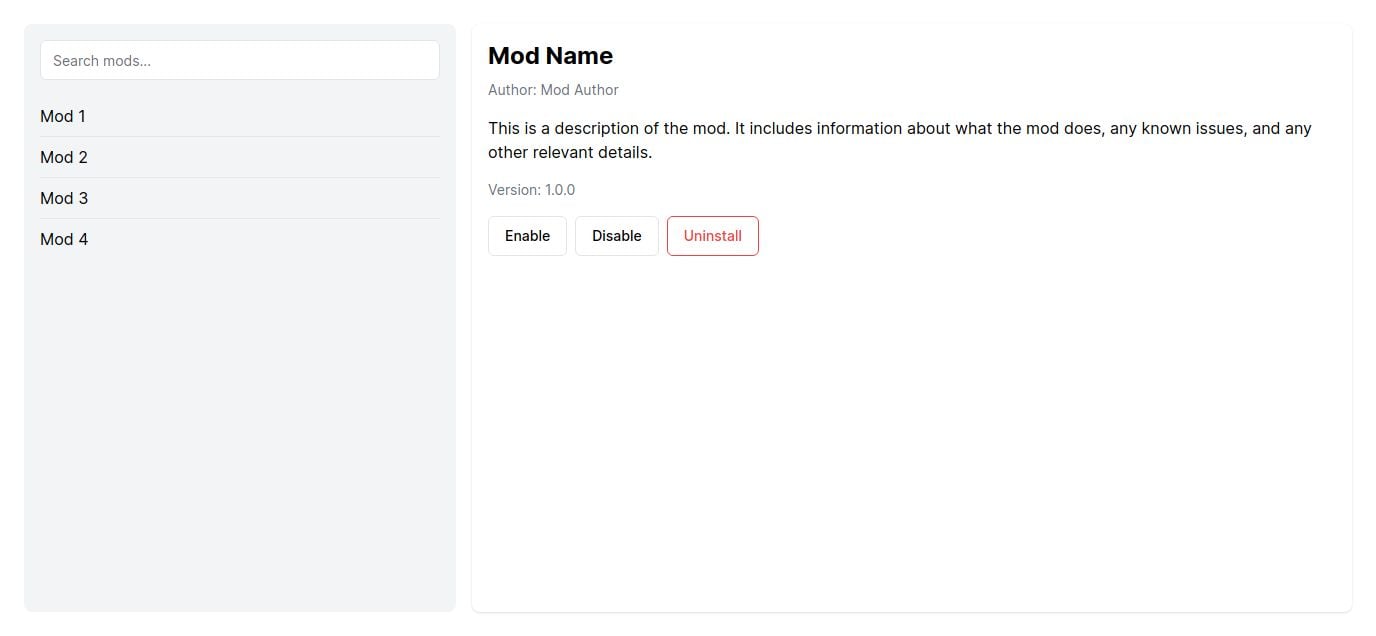 Search mods...
Mod 1
Mod 2
Mod 3
Mod 4
Mod Name
Author: Mod Author
This is a description of the mod. It includes information about what the mod does, any known issues, and any
other relevant details.
Version: 1.0.0
Enable Disable Uninstall